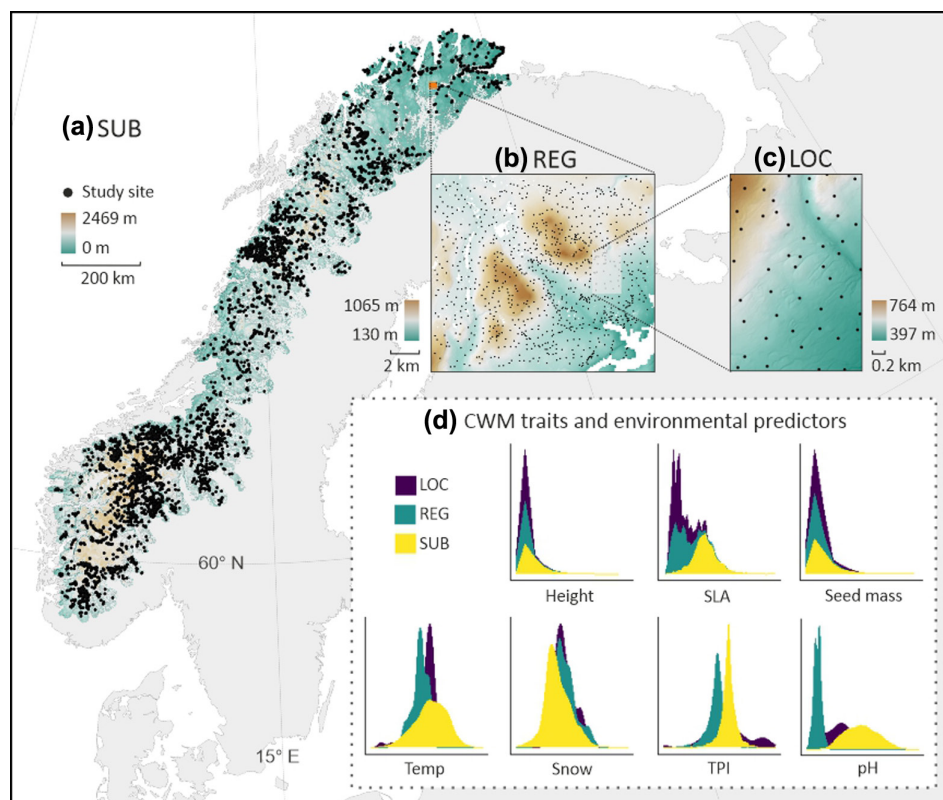 (a) SUB
Study site
2469 m
0 m
200 km
(b) REG
1065 m
130 m
2 km
(c) LOC
764 m
397 m
0.2 km
60° N
15° E
(d) CWM traits and environmental predictors
LOC
REG
SUB
Height
SLA
Seed mass
Temp
Snow
TPI
pH